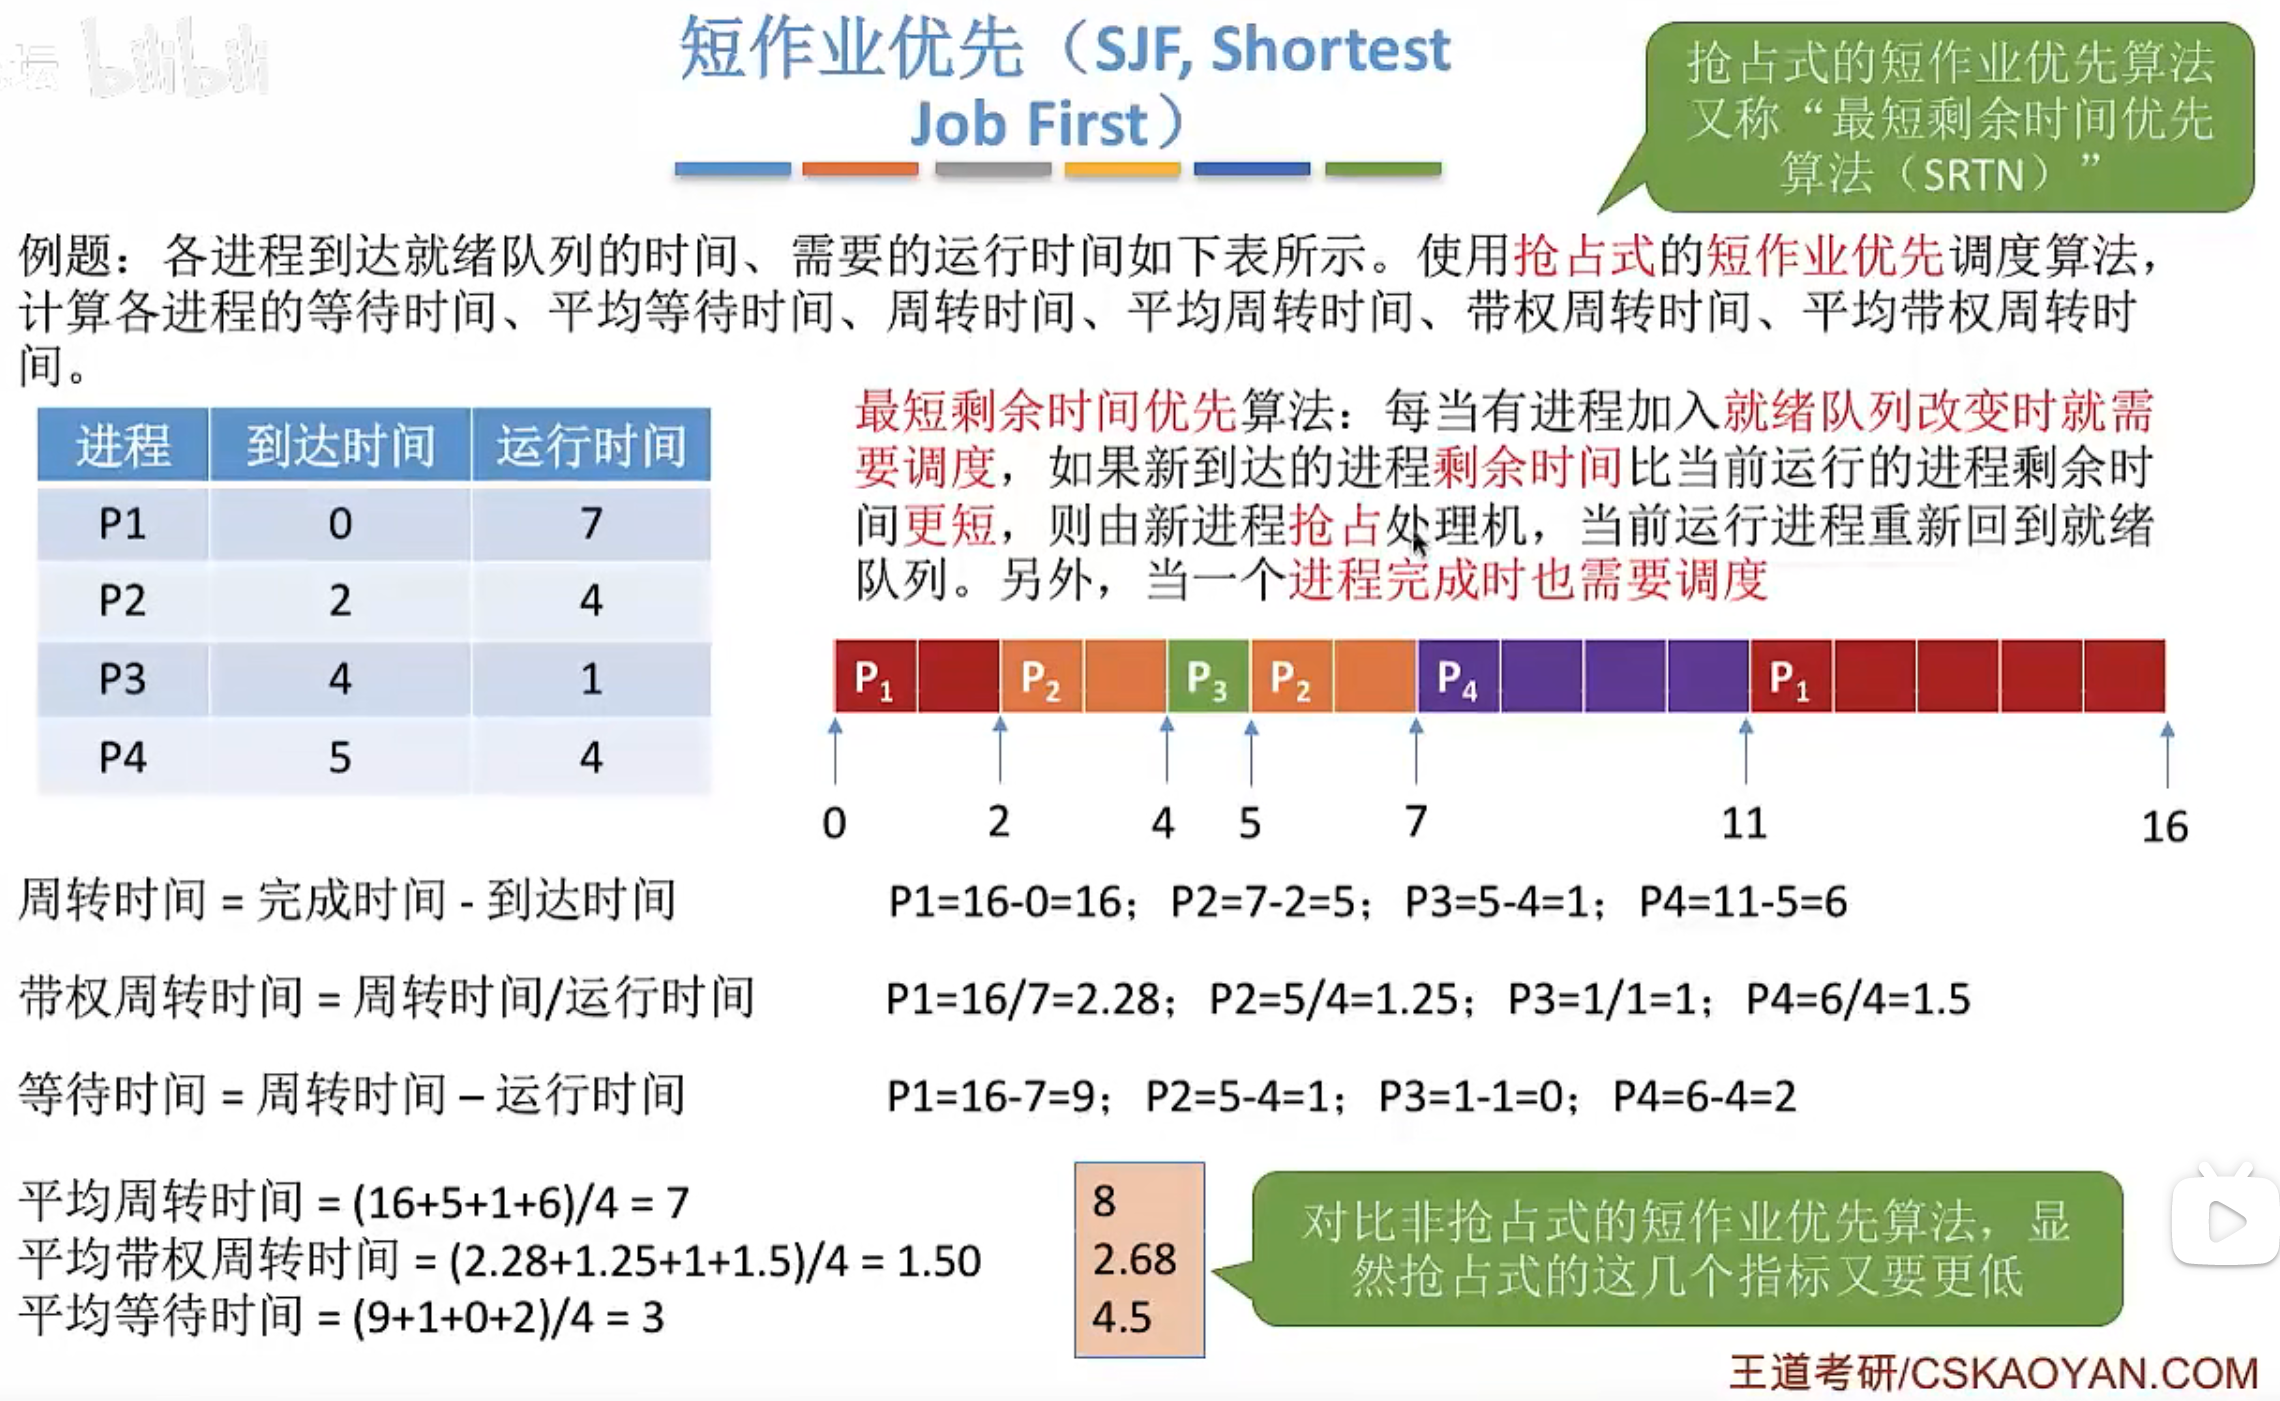 坛 bilibili
短作业优先（SJF, Shortest
Job First）
抢占式的短作业优先算法
又称“最短剩余时间优先
算法（SRTN）”
例题：各进程到达就绪队列的时间、需要的运行时间如下表所示。使用抢占式的短作业优先调度算法，
计算各进程的等待时间、平均等待时间、周转时间、平均周转时间、带权周转时间、平均带权周转时
间。
进程 到达时间 运行时间
P1 0 7
P2 2 4
P3 4 1
P4 5 4
最短剩余时间优先算法：每当有进程加入就绪队列改变时就需
要调度，如果新到达的进程剩余时间比当前运行的进程剩余时
间更短，则由新进程抢占处理机，当前运行进程重新回到就绪
队列。另外，当一个进程完成时也需要调度
P1 P2 P3 P2 P4 P1
0 2 4 5 7 11 16
周转时间 = 完成时间 - 到达时间 P1=16-0=16；P2=7-2=5；P3=5-4=1；P4=11-5=6
带权周转时间 = 周转时间/运行时间 P1=16/7=2.28；P2=5/4=1.25；P3=1/1=1；P4=6/4=1.5
等待时间 = 周转时间 – 运行时间 P1=16-7=9；P2=5-4=1；P3=1-1=0；P4=6-4=2
平均周转时间 = (16+5+1+6)/4 = 7
平均带权周转时间 = (2.28+1.25+1+1.5)/4 = 1.50
平均等待时间 = (9+1+0+2)/4 = 3
8
2.68
4.5
对比非抢占式的短作业优先算法，显
然抢占式的这几个指标又要更低
王道考研/CSKAOYAN.COM